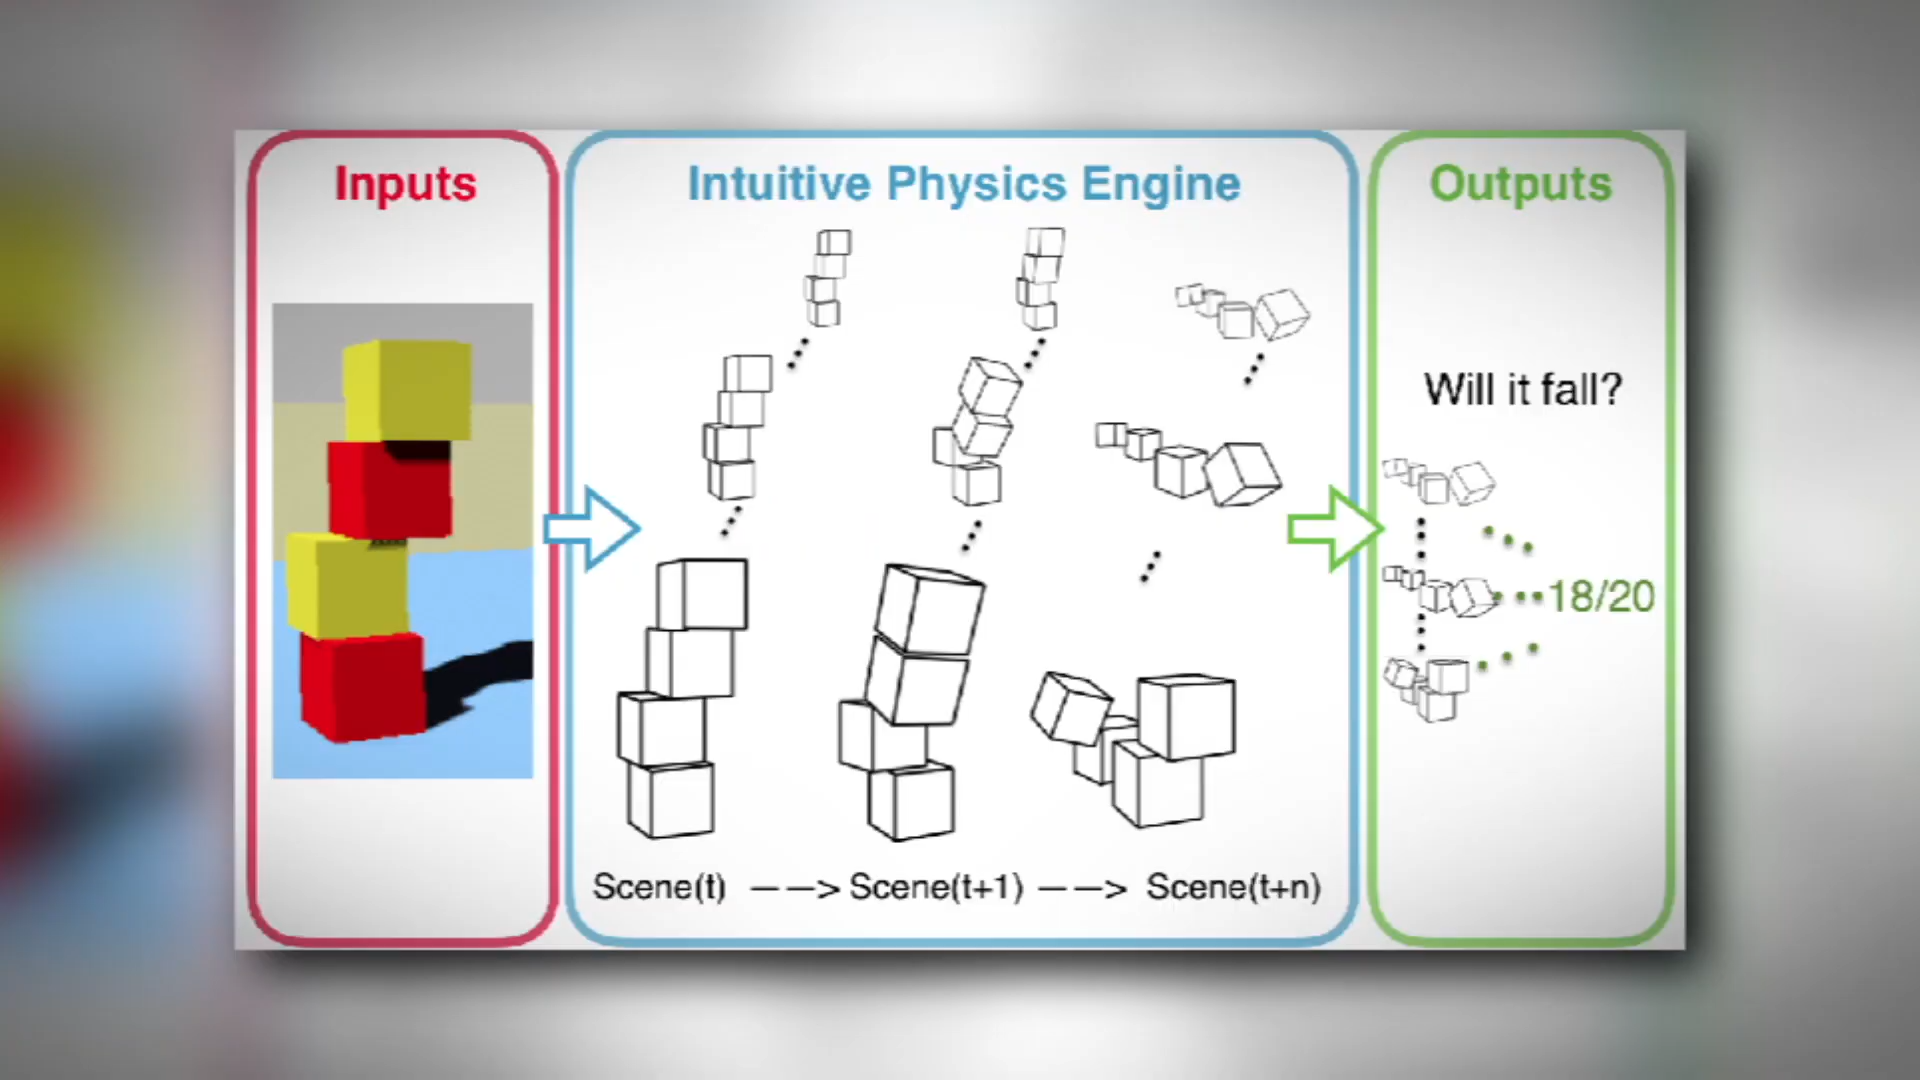 Inputs
Intuitive Physics Engine
Outputs
Will it fall?
18/20
Scene(t) ––> Scene(t+1) ––> Scene(t+n)